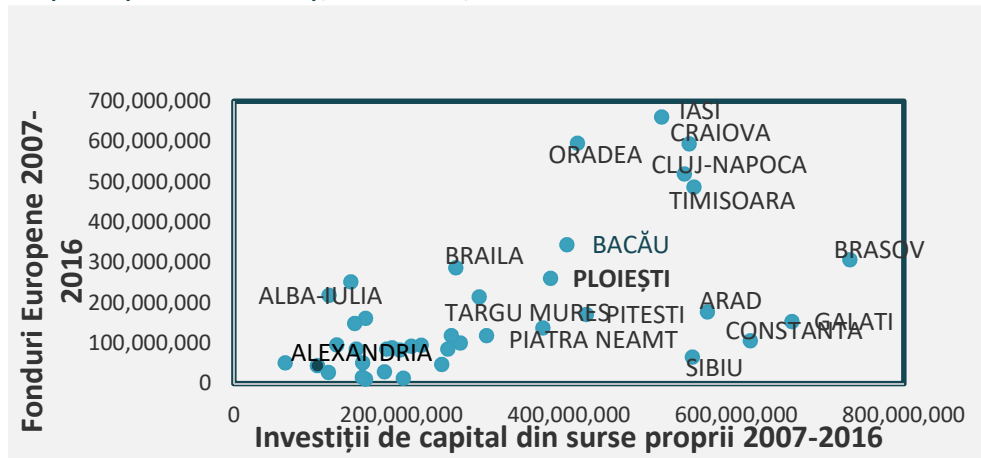 Fonduri Europene 2007-
2016
700,000,000
600,000,000
500,000,000
400,000,000
300,000,000
200,000,000
100,000,000
0
IASI
CRAIOVA
ORADEA
CLUJ-NAPOCA
TIMISOARA
BACĂU
BRASOV
BRAILA
PLOIEȘTI
ALBA-IULIA
ARAD
TARGU MURES
PITESTI
GALATI
CONSTANTA
PIATRA NEAMT
ALEXANDRIA
SIBIU
0
200,000,000
400,000,000
600,000,000
800,000,000
Investiții de capital din surse proprii 2007-2016